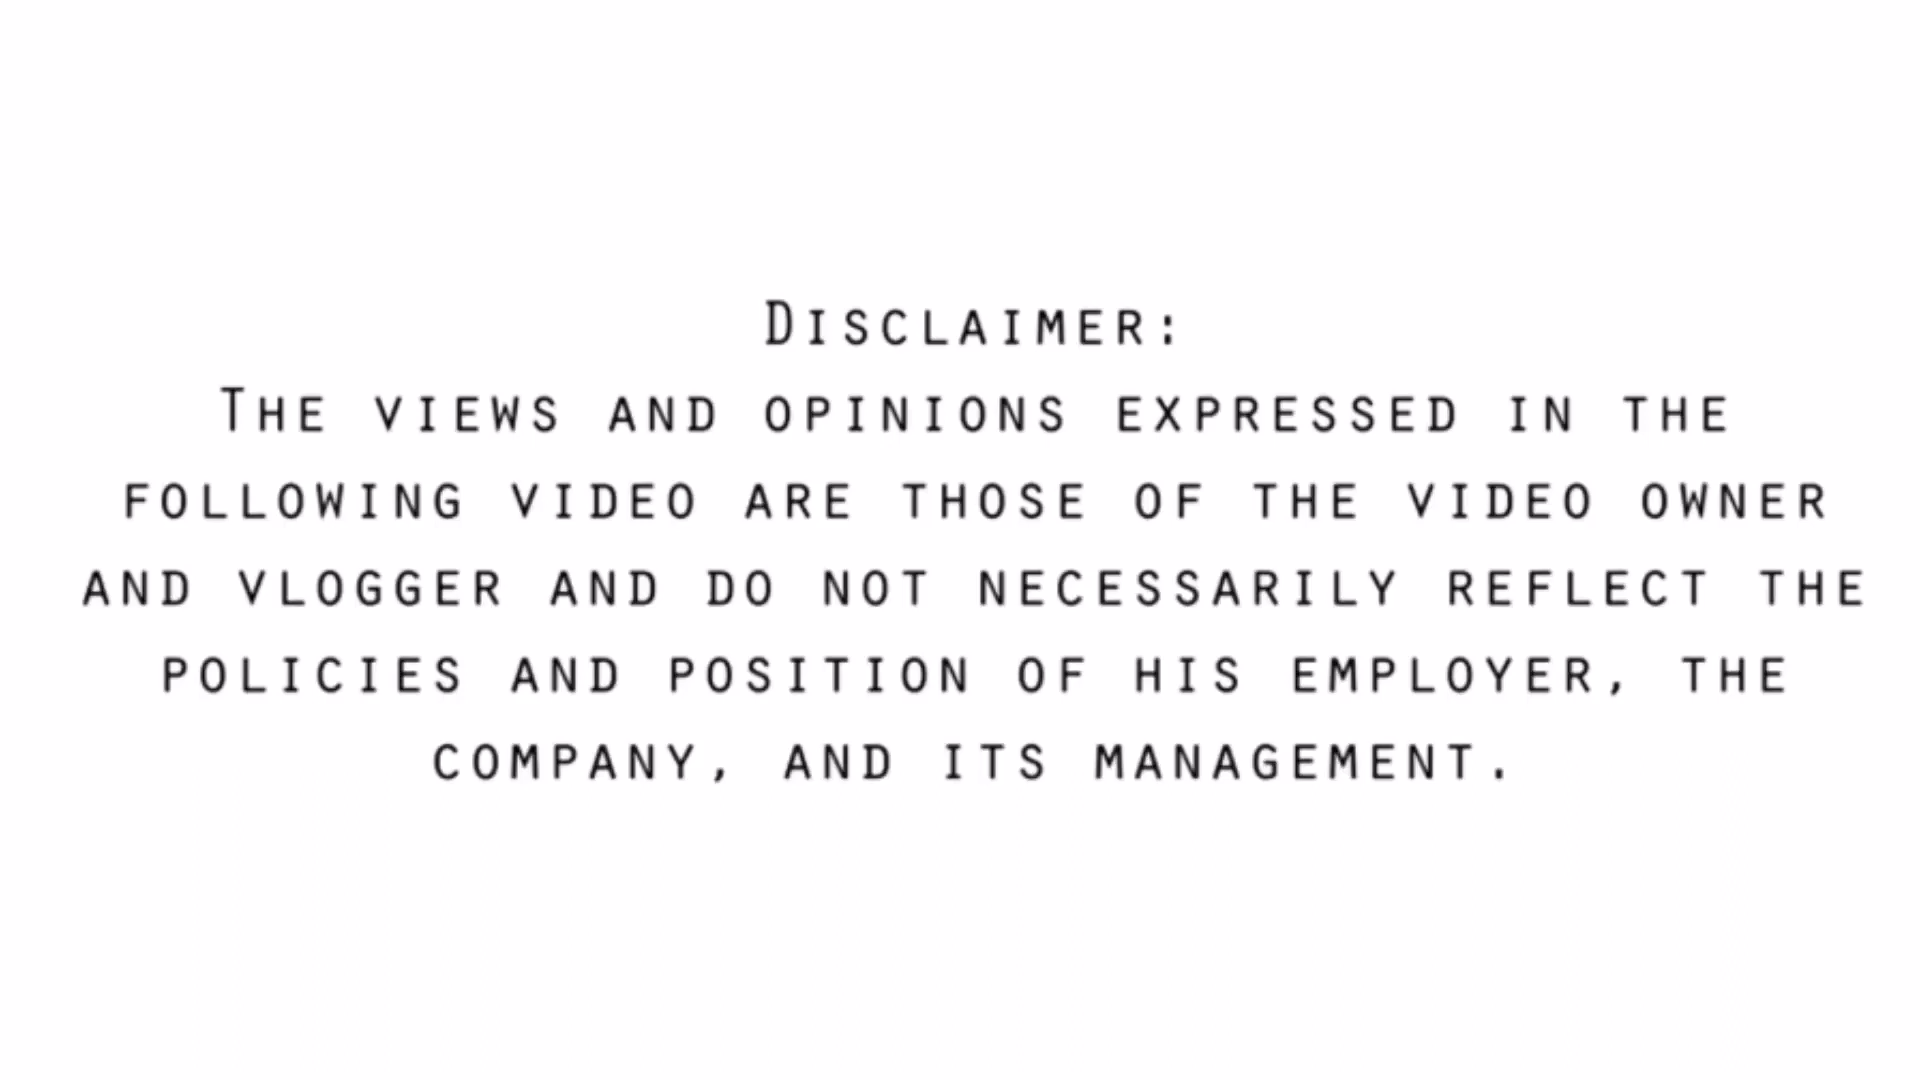 Disclaimer:
The views and opinions expressed in the
following video are those of the video owner
and vlogger and do not necessarily reflect the
policies and position of his employer, the
company, and its management.